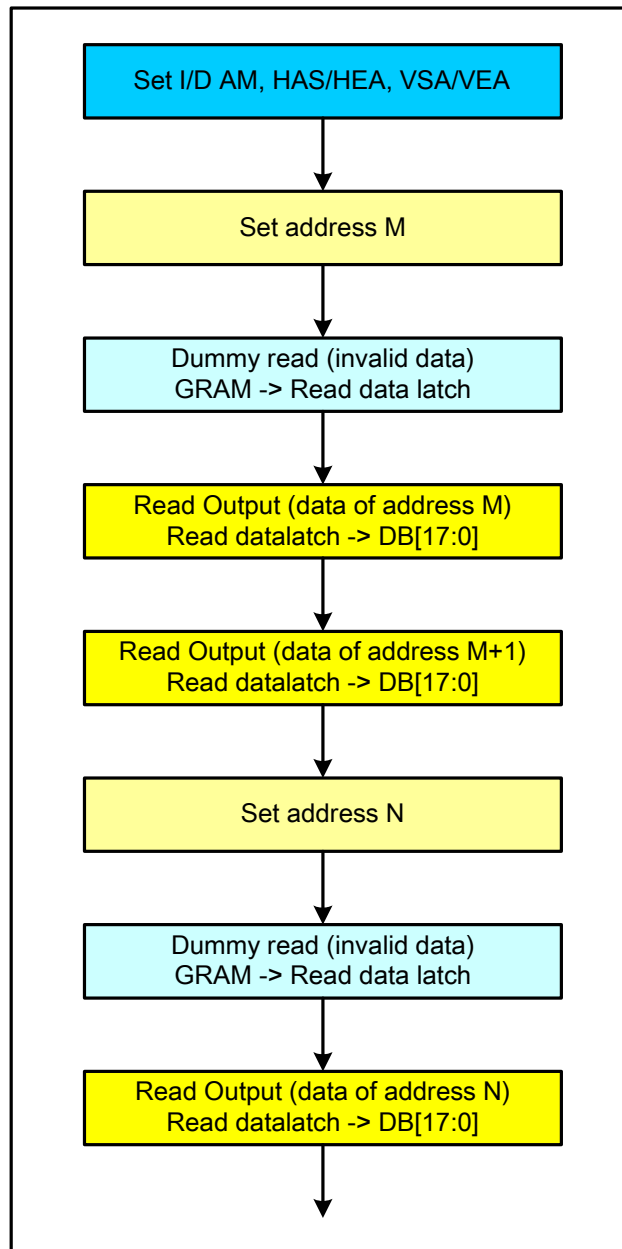 Set I/D AM, HAS/HEA, VSA/VEA
Set address M
Dummy read (invalid data)
GRAM -> Read data latch
Read Output (data of address M)
Read datalatch -> DB[17:0]
Read Output (data of address M+1)
Read datalatch -> DB[17:0]
Set address N
Dummy read (invalid data)
GRAM -> Read data latch
Read Output (data of address N)
Read datalatch -> DB[17:0]